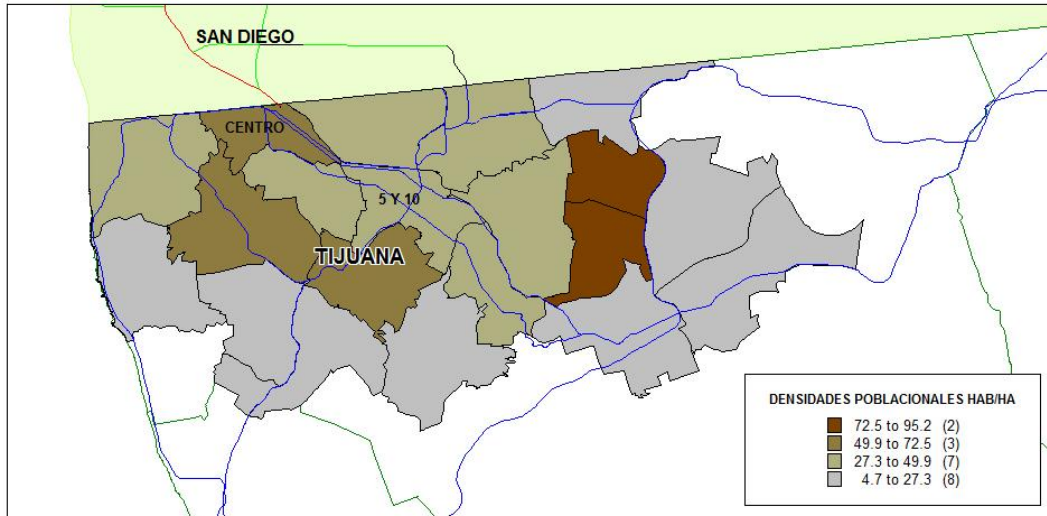 SAN DIEGO
CENTRO
5 Y 10
TIJUANA
DENSIDADES POBLACIONALES HAB/HA
72.5 to 95.2 (2)
49.9 to 72.5 (3)
27.3 to 49.9 (7)
4.7 to 27.3 (8)